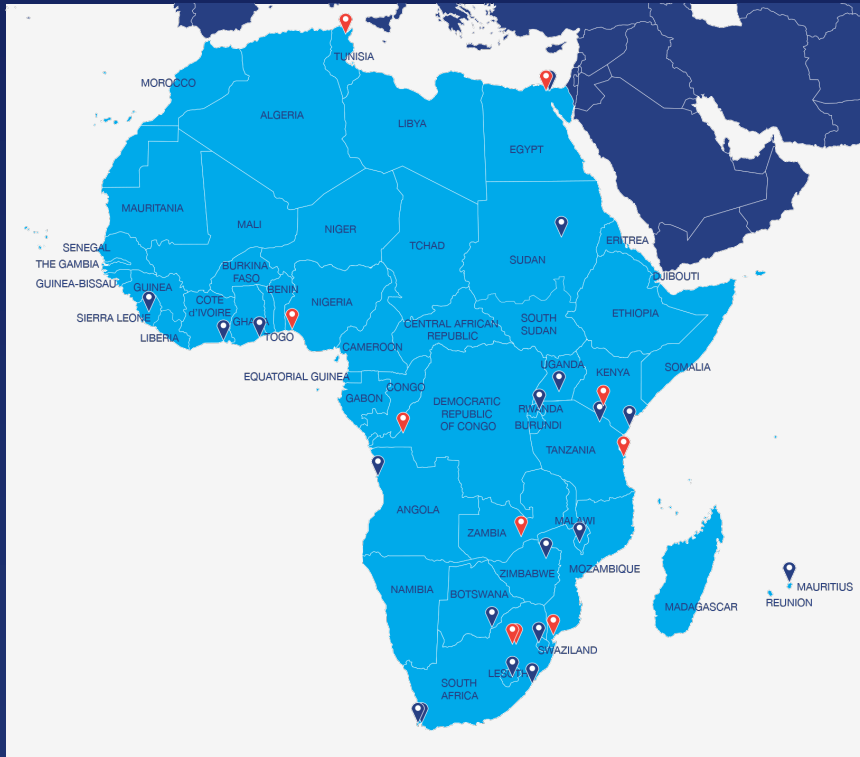 TUNISIA
MOROCCO
ALGERIA
LIBYA
EGYPT
MAURITANIA
MALI
NIGER
TCHAD
SUDAN
ERITREA
SENEGAL
THE GAMBIA
GUINEA-BISSAU
GUINEA
BURKINA
FASO
BENIN
NIGERIA
DJIBOUTI
SIERRA LEONE
COTE
d'IVOIRE
GHANA
TOGO
LIBERIA
CENTRAL AFRICAN
REPUBLIC
SOUTH
SUDAN
ETHIOPIA
CAMEROON
EQUATORIAL GUINEA
GABON
CONGO
UGANDA
KENYA
SOMALIA
DEMOCRATIC
REPUBLIC
OF CONGO
RWANDA
BURUNDI
TANZANIA
ANGOLA
ZAMBIA
MALAWI
ZIMBABWE
MOZAMBIQUE
NAMIBIA
BOTSWANA
MADAGASCAR
MAURITIUS
REUNION
SWAZILAND
LESOTHO
SOUTH
AFRICA